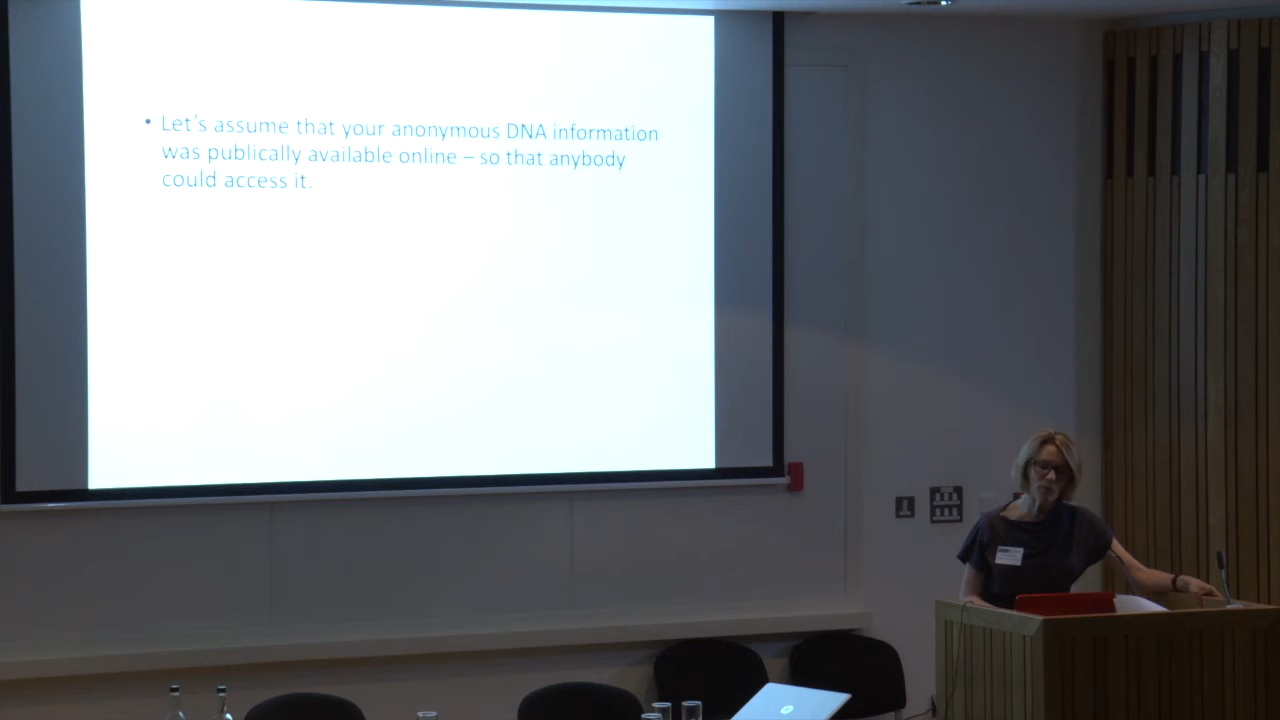 • Let's assume that your anonymous DNA information
was publically available online – so that anybody
could access it.